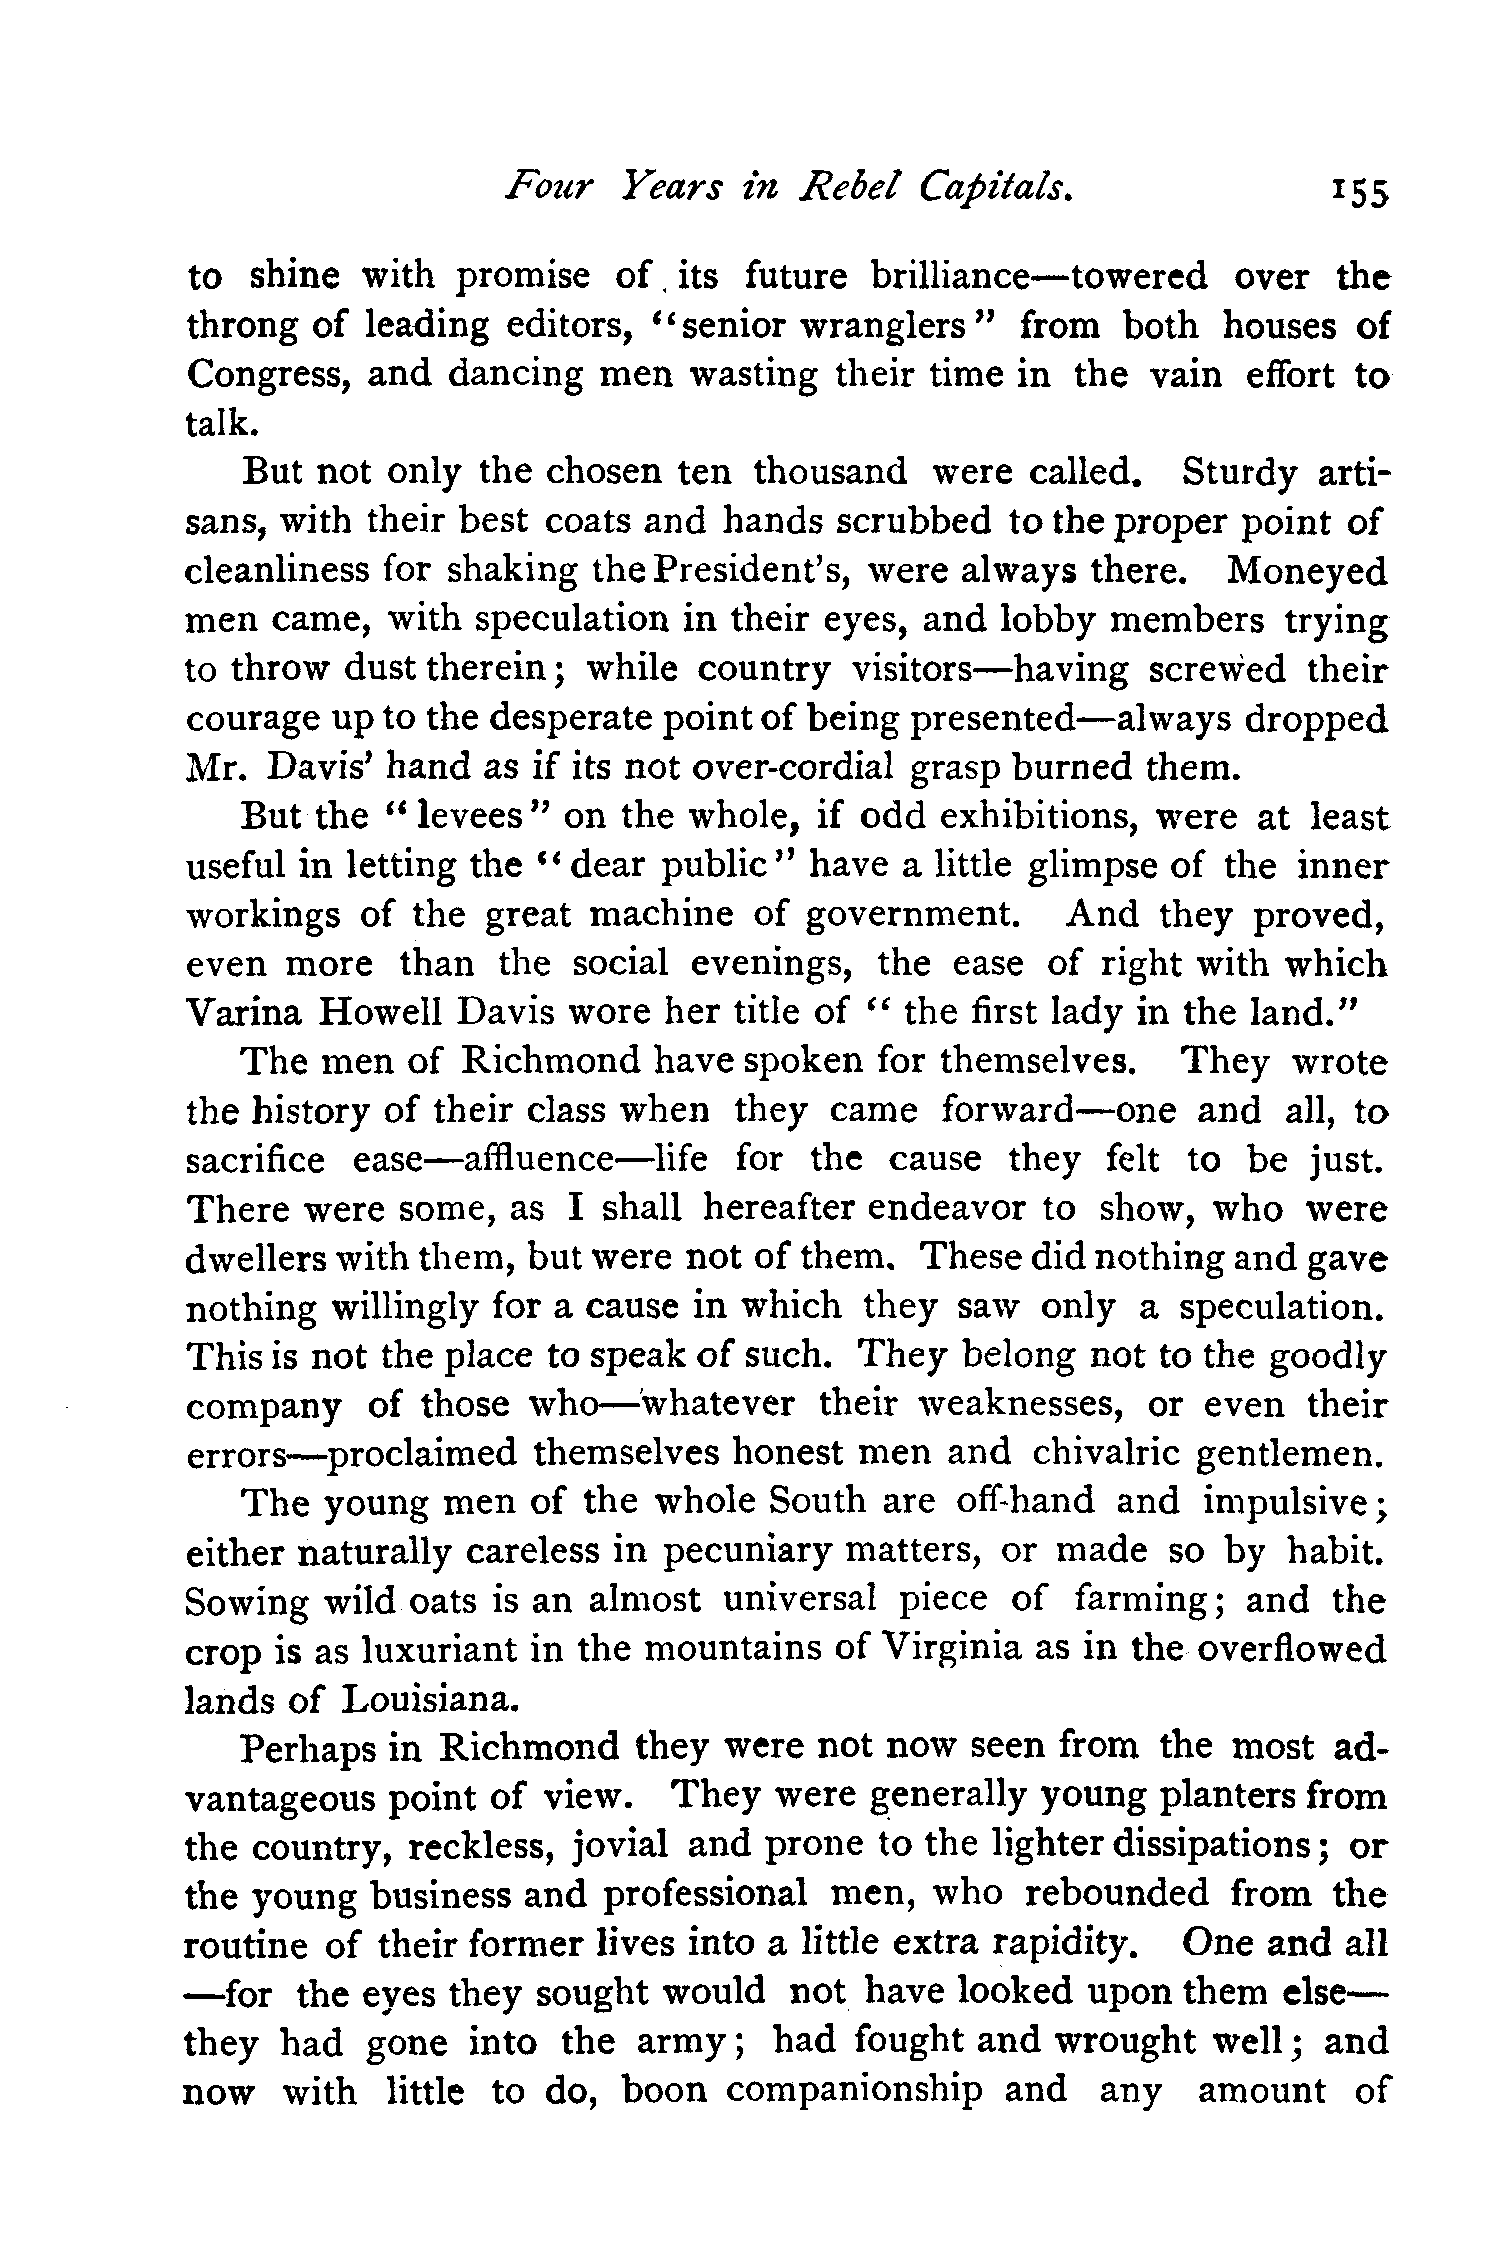 Four Years in Rebel Capitals. 155
to shine with promise of its future brilliance—towered over the
throng of leading editors, "senior wranglers" from both houses of
Congress, and dancing men wasting their time in the vain effort to
talk.
But not only the chosen ten thousand were called. Sturdy arti-
sans, with their best coats and hands scrubbed to the proper point of
cleanliness for shaking the President's, were always there. Moneyed
men came, with speculation in their eyes, and lobby members trying
to throw dust therein; while country visitors—having screwed their
courage up to the desperate point of being presented—always dropped
Mr. Davis' hand as if its not over-cordial grasp burned them.
But the "levees" on the whole, if odd exhibitions, were at least
useful in letting the "dear public" have a little glimpse of the inner
workings of the great machine of government. And they proved,
even more than the social evenings, the ease of right with which
Varina Howell Davis wore her title of "the first lady in the land."
The men of Richmond have spoken for themselves. They wrote
the history of their class when they came forward—one and all, to
sacrifice ease—affluence—life for the cause they felt to be just.
There were some, as I shall hereafter endeavor to show, who were
dwellers with them, but were not of them. These did nothing and gave
nothing willingly for a cause in which they saw only a speculation.
This is not the place to speak of such. They belong not to the goodly
company of those who—whatever their weaknesses, or even their
errors—proclaimed themselves honest men and chivalric gentlemen.
The young men of the whole South are off-hand and impulsive;
either naturally careless in pecuniary matters, or made so by habit.
Sowing wild oats is an almost universal piece of farming; and the
crop is as luxuriant in the mountains of Virginia as in the overflowed
lands of Louisiana.
Perhaps in Richmond they were not now seen from the most ad-
vantageous point of view. They were generally young planters from
the country, reckless, jovial and prone to the lighter dissipations; or
the young business and professional men, who rebounded from the
routine of their former lives into a little extra rapidity. One and all
—for the eyes they sought would not have looked upon them else—
they had gone into the army; had fought and wrought well; and
now with little to do, boon companionship and any amount of